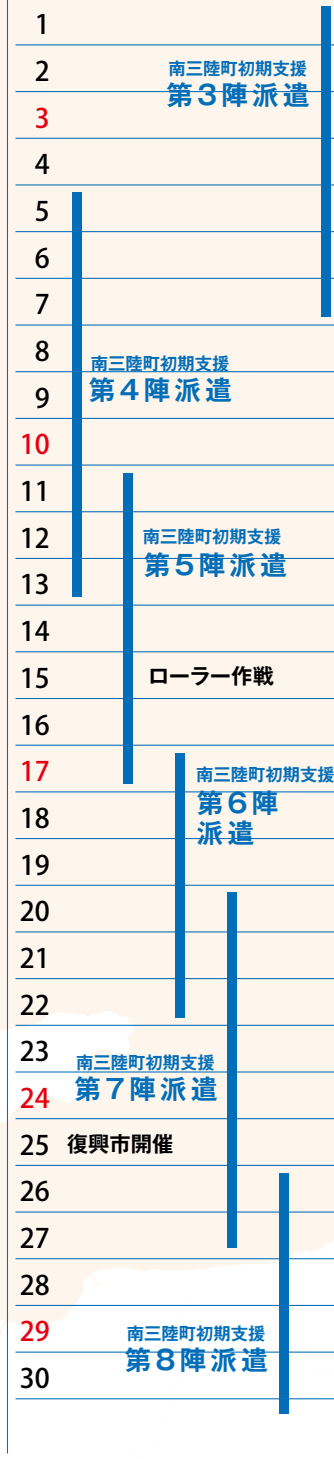 1
2
南三陸町初期支援
第3陣派遣
3
4
5
6
7
8
南三陸町初期支援
第4陣派遣
9
10
11
12
南三陸町初期支援
第5陣派遣
13
14
15
ローラー作戦
16
17
南三陸町初期支援
第6陣
派遣
18
19
20
21
22
23
南三陸町初期支援
第7陣派遣
24
25 復興市開催
26
27
28
29
南三陸町初期支援
第8陣派遣
30